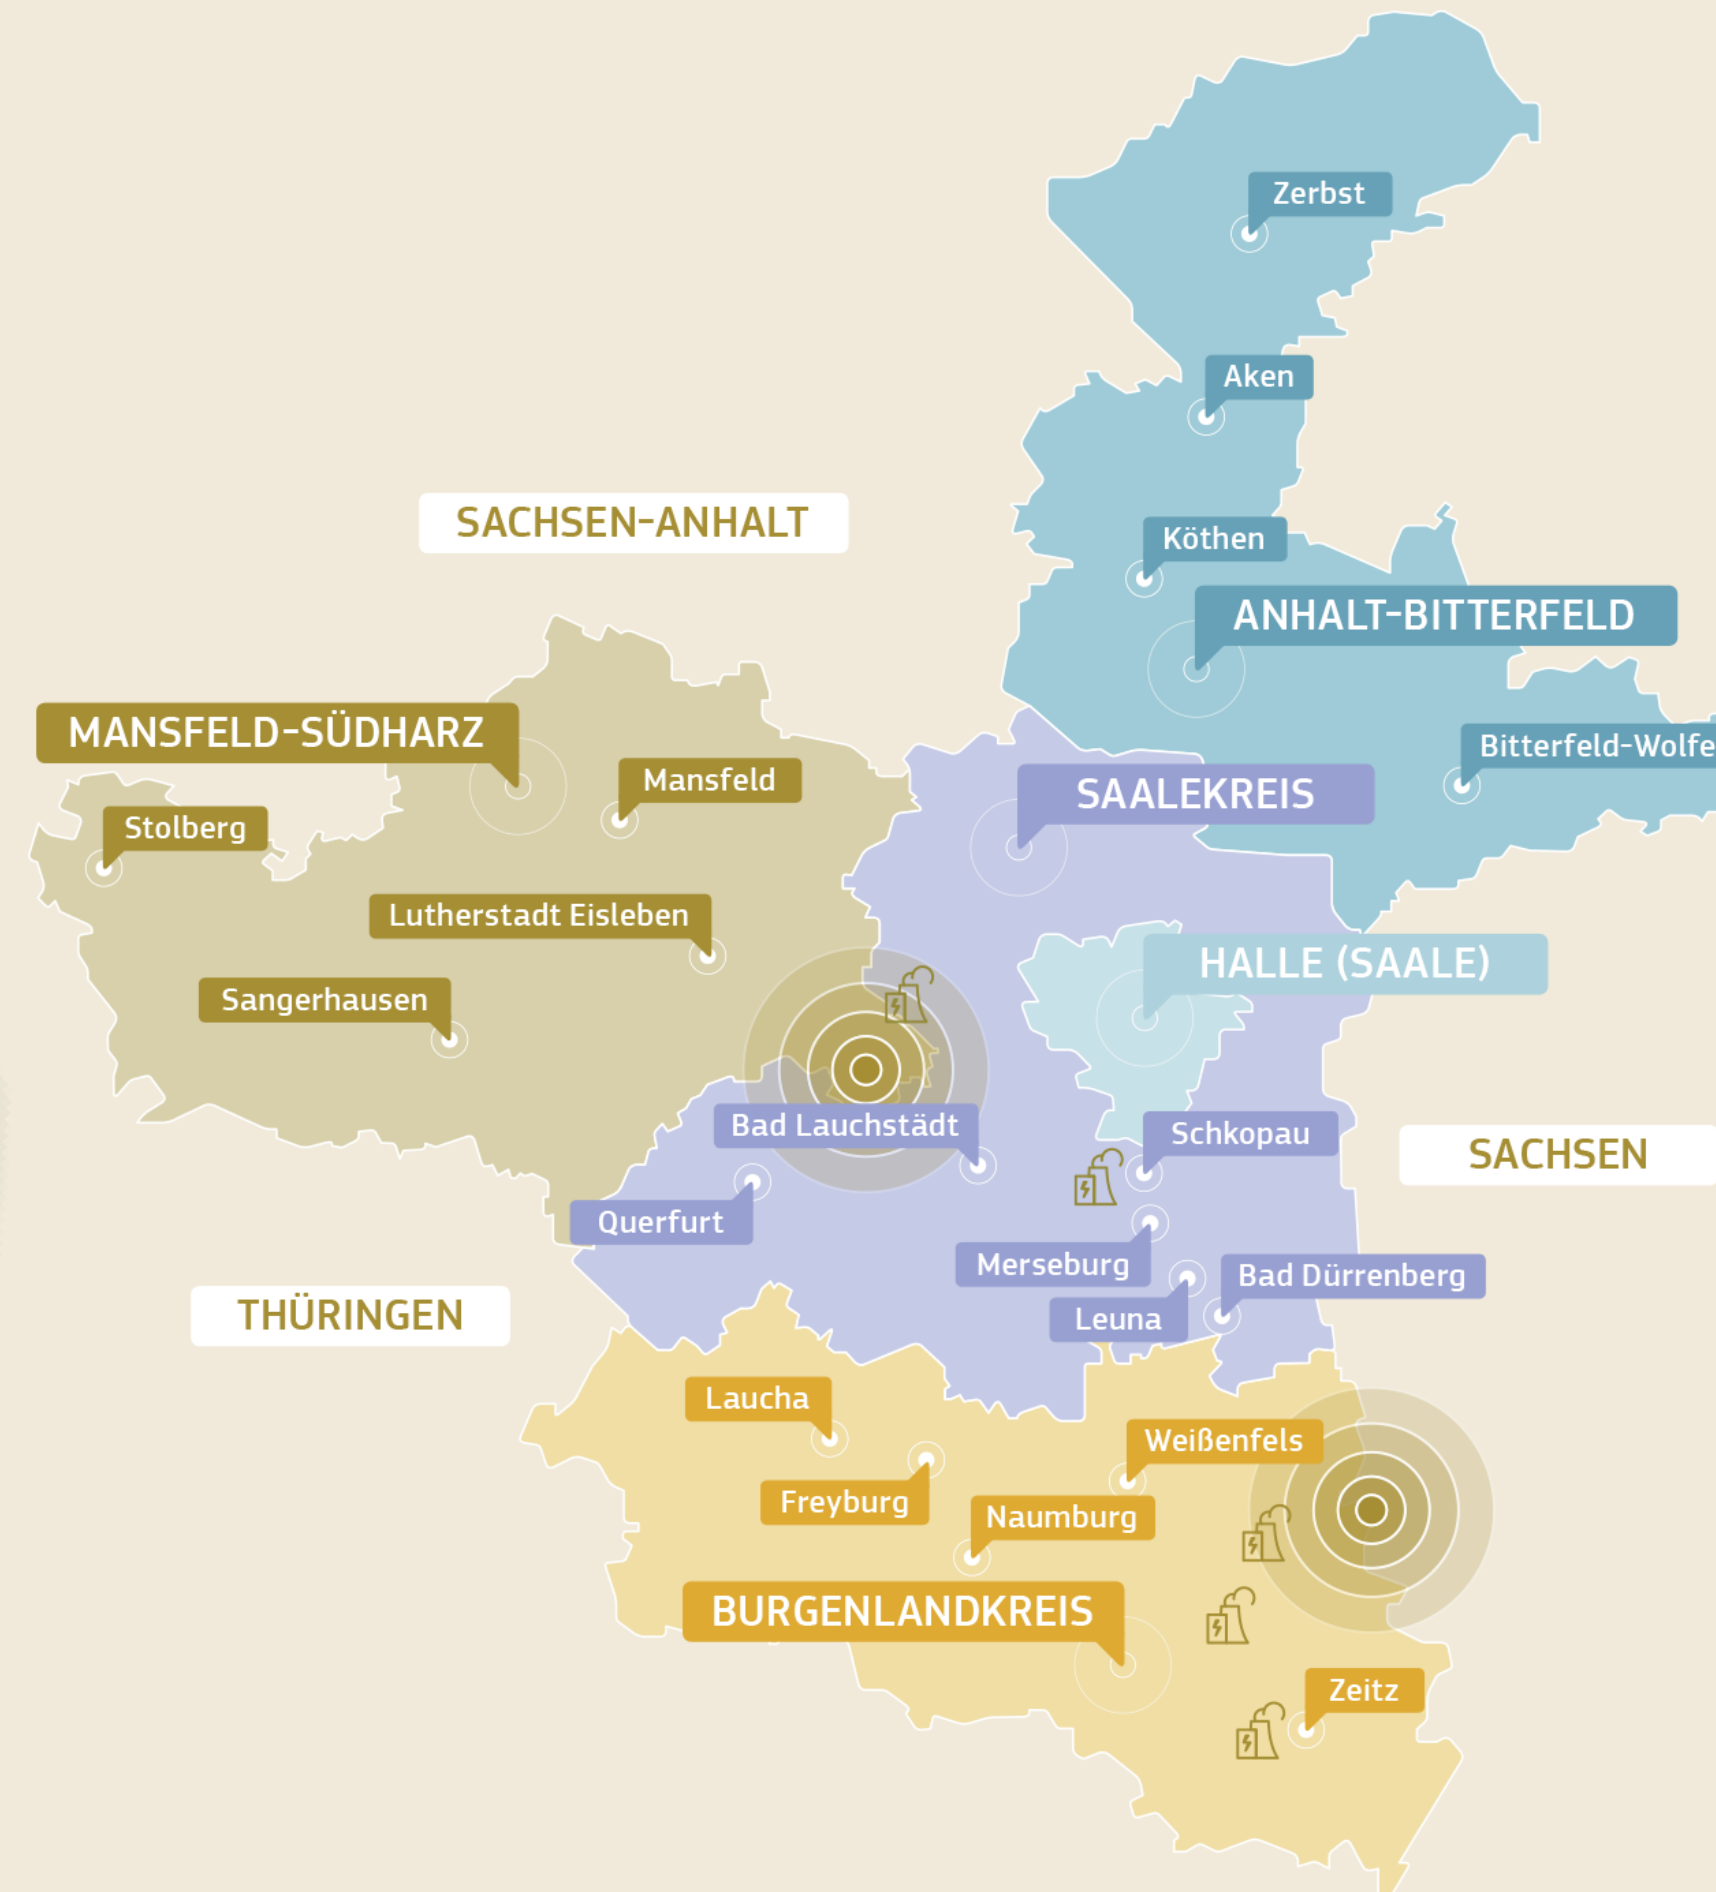 Zerbst
Aken
SACHSEN-ANHALT
Köthen
ANHALT-BITTERFELD
MANSFELD-SÜDHARZ
Bitterfeld-Wolfe
Mansfeld
SAALEKREIS
Stolberg
Lutherstadt Eisleben
HALLE (SAALE)
Sangerhausen
Bad Lauchstädt
Schkopau
SACHSEN
Querfurt
Merseburg
Bad Dürrenberg
THÜRINGEN
Leuna
Laucha
Weißenfels
Freyburg
Naumburg
BURGENLANDKREIS
Zeitz